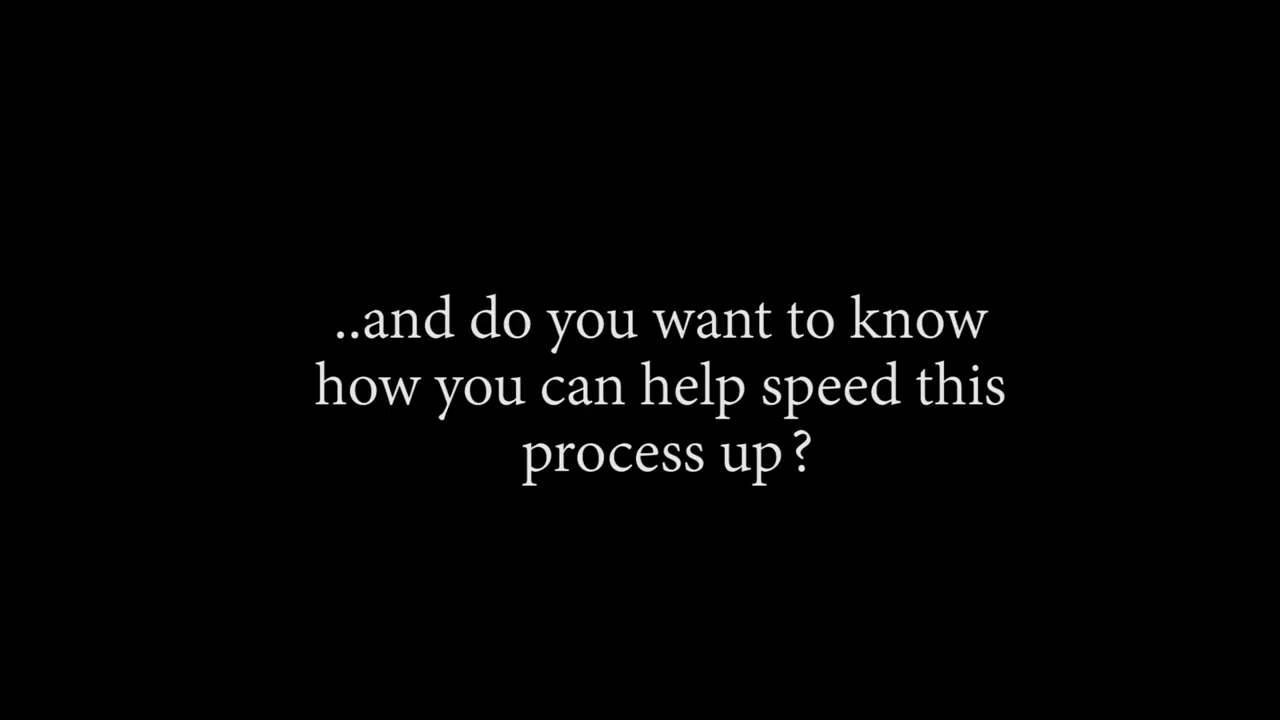 ..and do you want to know
how you can help speed this
process up?